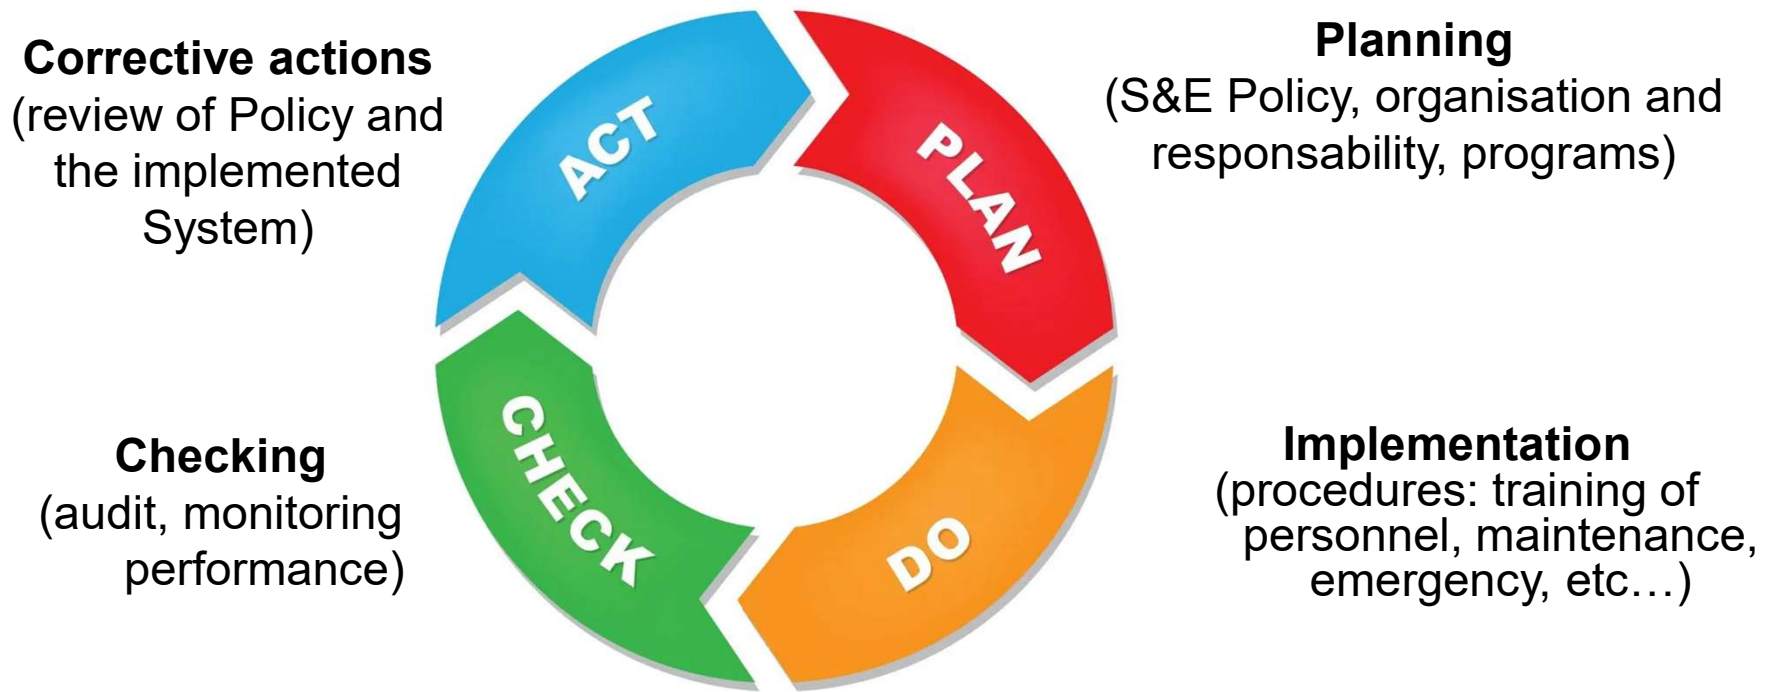 Corrective actions
(review of Policy and
the implemented
System)
ACT
PLAN
Planning
(S&E Policy, organisation and
responsability, programs)
Checking
(audit, monitoring
performance)
CHECK
DO
Implementation
(procedures: training of
personnel, maintenance,
emergency, etc…)